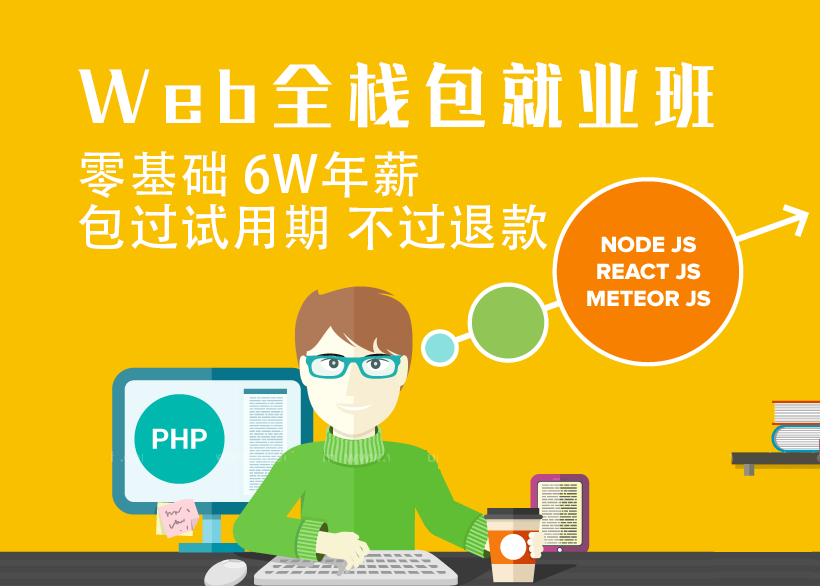 Web全栈包就业班
零基础 6W年薪
包过试用期 不过退款
NODE JS
REACT JS
METEOR JS
PHP